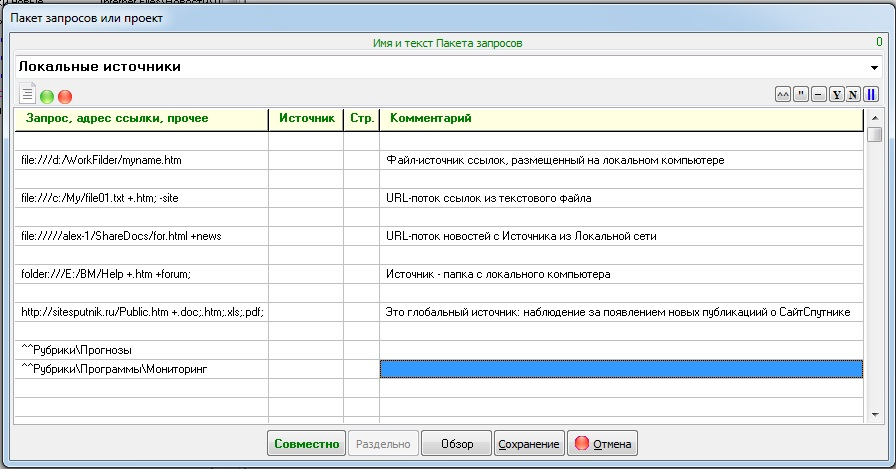 Пакет запросов или проект
Имя и текст Пакета запросов 0
Локальные источники
^^ " – Y N
Запрос, адрес ссылки, прочее Источник Стр. Комментарий
file:///d:/WorkFilder/myname.htm Файл-источник ссылок, размещенный на локальном компьютере
file:///c:/My/file01.txt +.htm; -site URL-поток ссылок из текстового файла
file://///alex-1/ShareDocs/for.html +news URL-поток новостей с Источника из Локальной сети
folder:///E:/BM/Help +.htm +forum; Источник - папка с локального компьютера
http://sitesputnik.ru/Public.htm +.doc;.htm;.xls;.pdf; Это глобальный источник: наблюдение за появлением новых публикациий о СайтСпутнике
^^Рубрики\Прогнозы
^^Рубрики\Программы\Мониторинг
Совместно Раздельно Обзор Сохранение Отмена